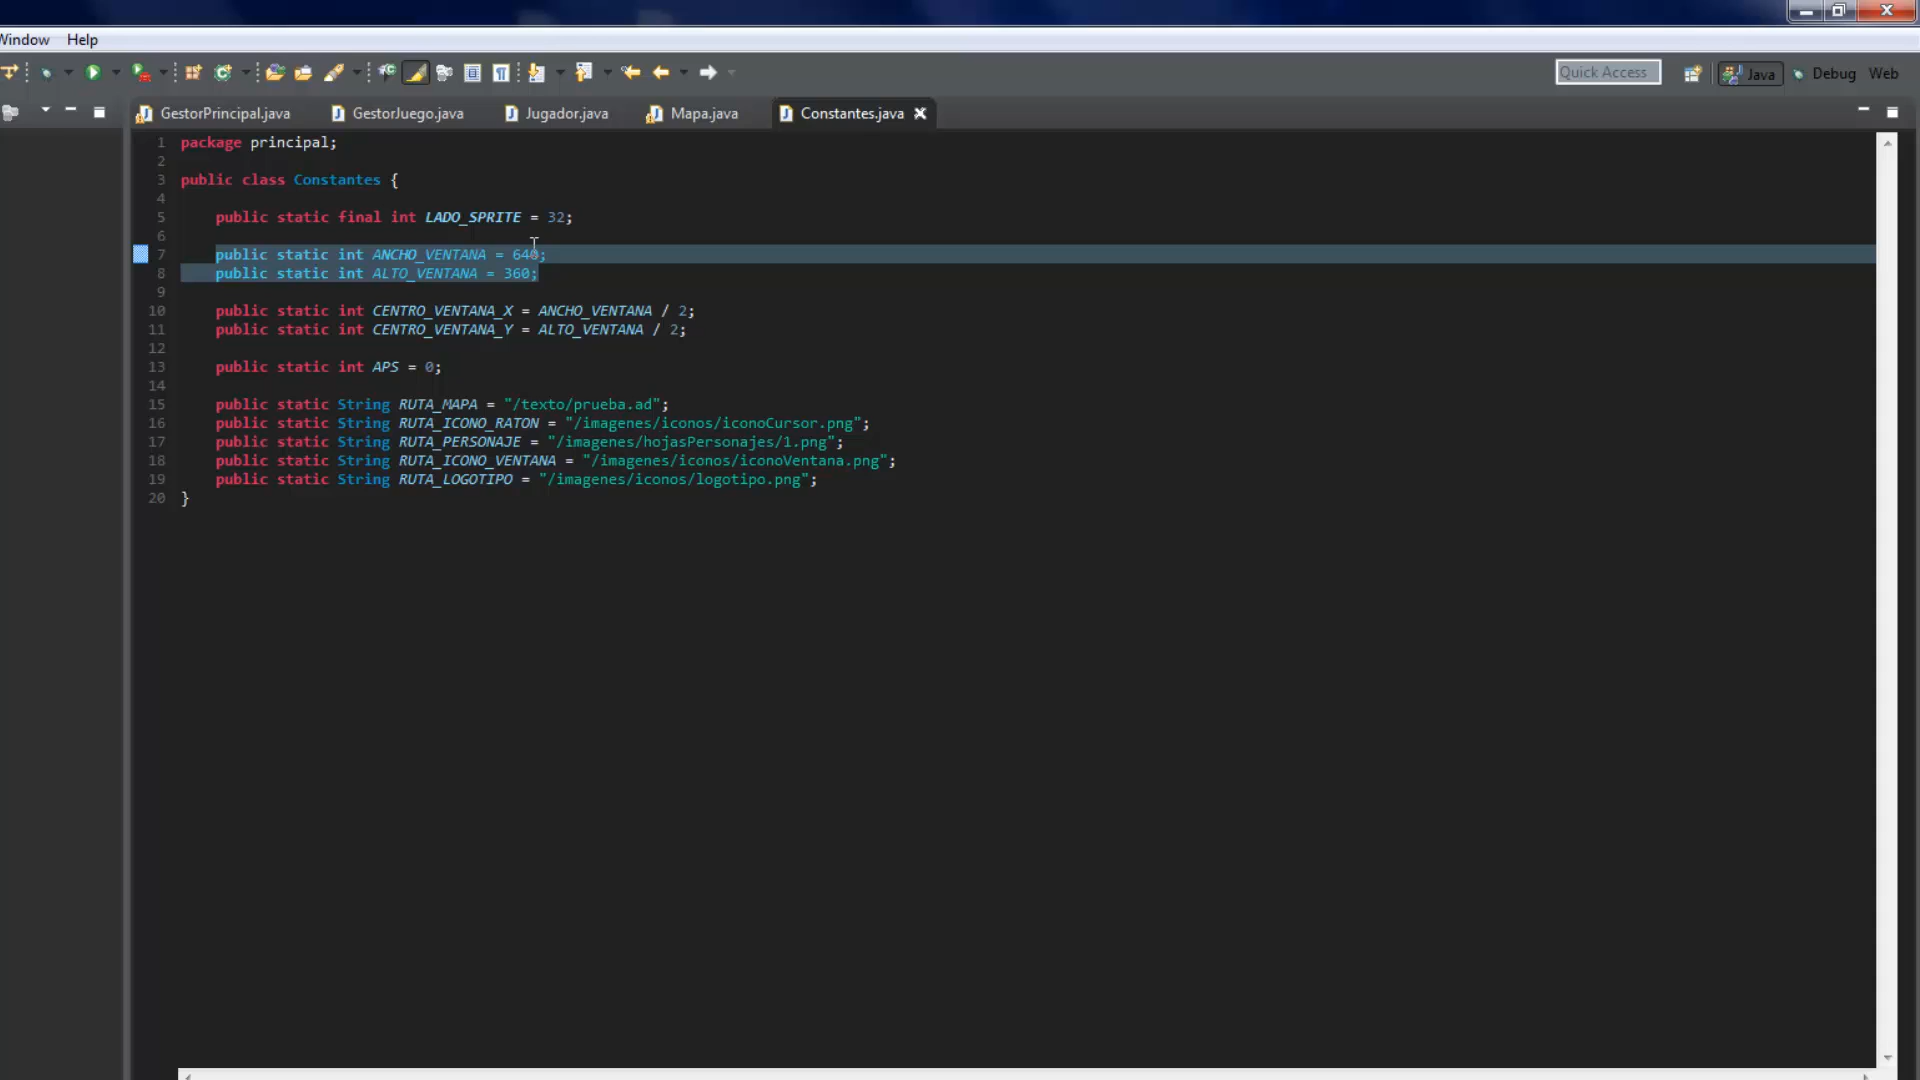 Window Help
Quick Access Java Debug Web
GestorPrincipal.java GestorJuego.java Jugador.java Mapa.java Constantes.java
1 package principal;
2
3 public class Constantes {
4
5 public static final int LADO_SPRITE = 32;
6
7 public static int ANCHO_VENTANA = 640;
8 public static int ALTO_VENTANA = 360;
9
10 public static int CENTRO_VENTANA_X = ANCHO_VENTANA / 2;
11 public static int CENTRO_VENTANA_Y = ALTO_VENTANA / 2;
12
13 public static int APS = 0;
14
15 public static String RUTA_MAPA = "/texto/prueba.ad";
16 public static String RUTA_ICONO_RATON = "/imagenes/iconos/iconoCursor.png";
17 public static String RUTA_PERSONAJE = "/imagenes/hojasPersonajes/1.png";
18 public static String RUTA_ICONO_VENTANA = "/imagenes/iconos/iconoVentana.png";
19 public static String RUTA_LOGOTIPO = "/imagenes/iconos/logotipo.png";
20 }